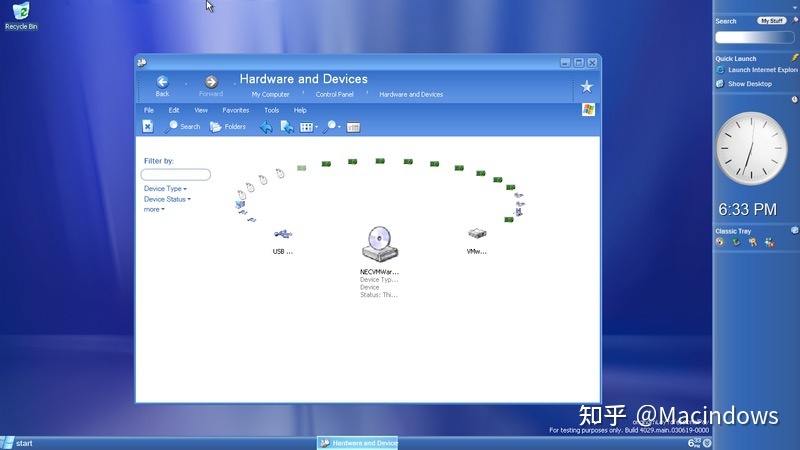 Recycle Bin
Hardware and Devices
Back
Forward
My Computer
Control Panel
Hardware and Devices
File
Edit
View
Favorites
Tools
Help
Search
Folders
Filter by:
Device Type
Device Status
more
USB ...
NECVMWar...
Device Typ...
Device
Status: Thi...
VMw...
Search
My Stuff
Quick Launch
Launch Internet Explor
Show Desktop
6:33 PM
Classic Tray
知乎 @Macindows
For testing purposes only. Build 4029.main.030619-0000
start
Hardware and Device
6:33
PM